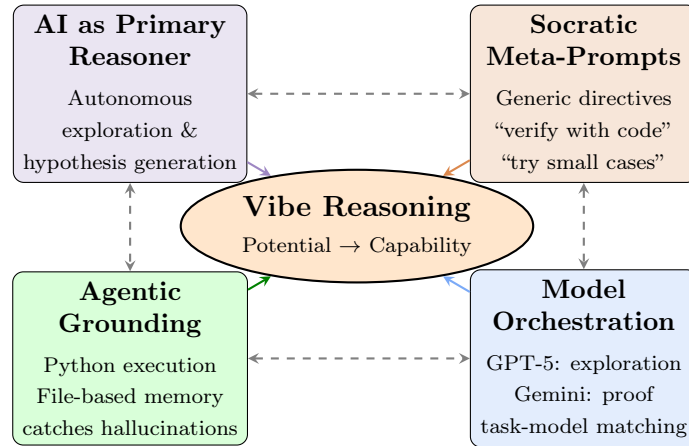 AI as Primary
Reasoner
Autonomous
exploration &
hypothesis generation
Socratic
Meta-Prompts
Generic directives
“verify with code”
“try small cases”
Vibe Reasoning
Potential → Capability
Agentic
Grounding
Python execution
File-based memory
catches hallucinations
Model
Orchestration
GPT-5: exploration
Gemini: proof
task-model matching